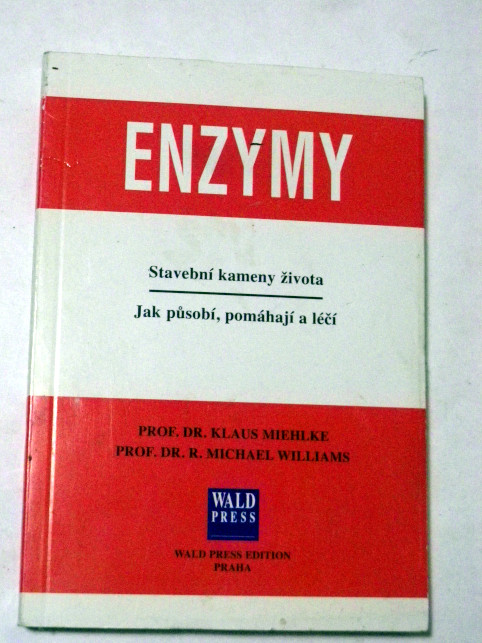 ENZYMY
Stavební kameny života
Jak působí, pomáhají a léčí
PROF. DR. KLAUS MIEHLKE
PROF. DR. R. MICHAEL WILLIAMS
WALD
PRESS
WALD PRESS EDITION
PRAHA